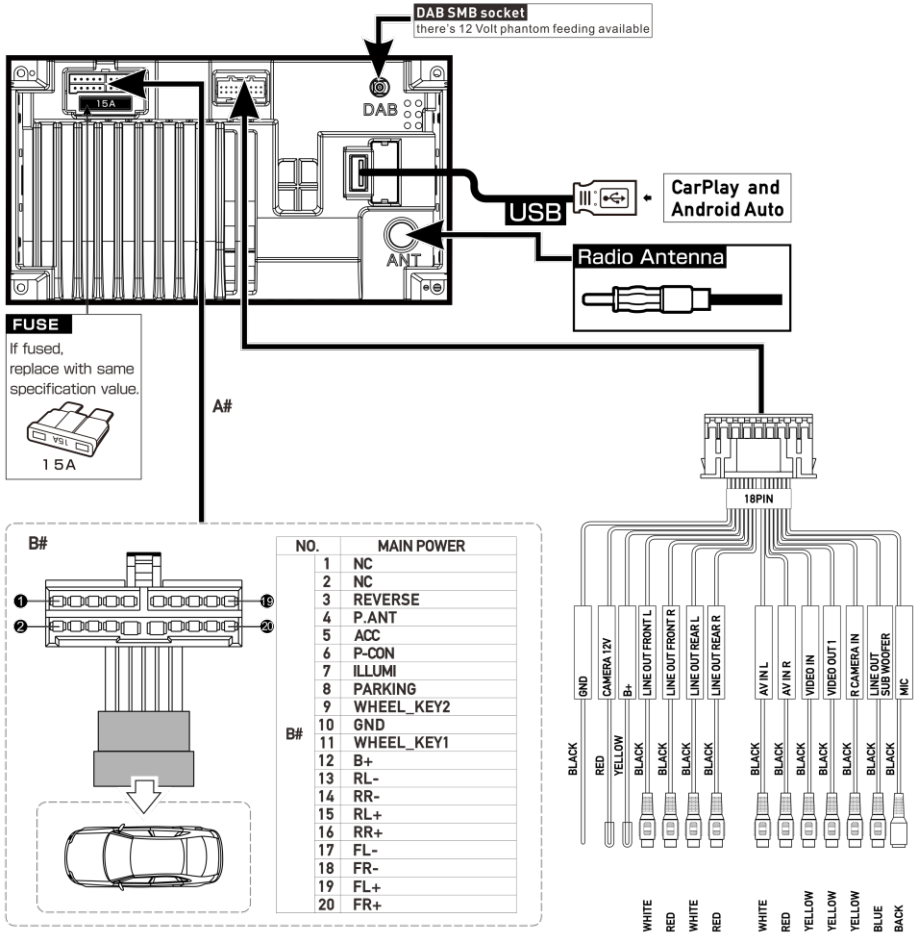 DAB SMB socket
there's 12 Volt phantom feeding available
15A
DAB
CarPlay and
Android Auto
USB
ANT
Radio Antenna
FUSE
If fused,
replace with same
specification value.
15A
15A
A#
18PIN
B#
1
19
2
20
NO. MAIN POWER
B#
1 NC
2 NC
3 REVERSE
4 P.ANT
5 ACC
6 P-CON
7 ILLUMI
8 PARKING
9 WHEEL_KEY2
10 GND
11 WHEEL_KEY1
12 B+
13 RL-
14 RR-
15 RL+
16 RR+
17 FL-
18 FR-
19 FL+
20 FR+
GND
CAMERA 12V
B+
LINE OUT FRONT L
LINE OUT FRONT R
LINE OUT REAR L
LINE OUT REAR R
AV IN L
AV IN R
VIDEO IN
VIDEO OUT 1
R CAMERA IN
LINE OUT
SUB WOOFER
MIC
BLACK
RED
YELLOW
BLACK
BLACK
BLACK
BLACK
BLACK
BLACK
BLACK
BLACK
BLACK
BLACK
BLACK
WHITE
RED
WHITE
RED
WHITE
RED
YELLOW
YELLOW
YELLOW
BLUE
BACK